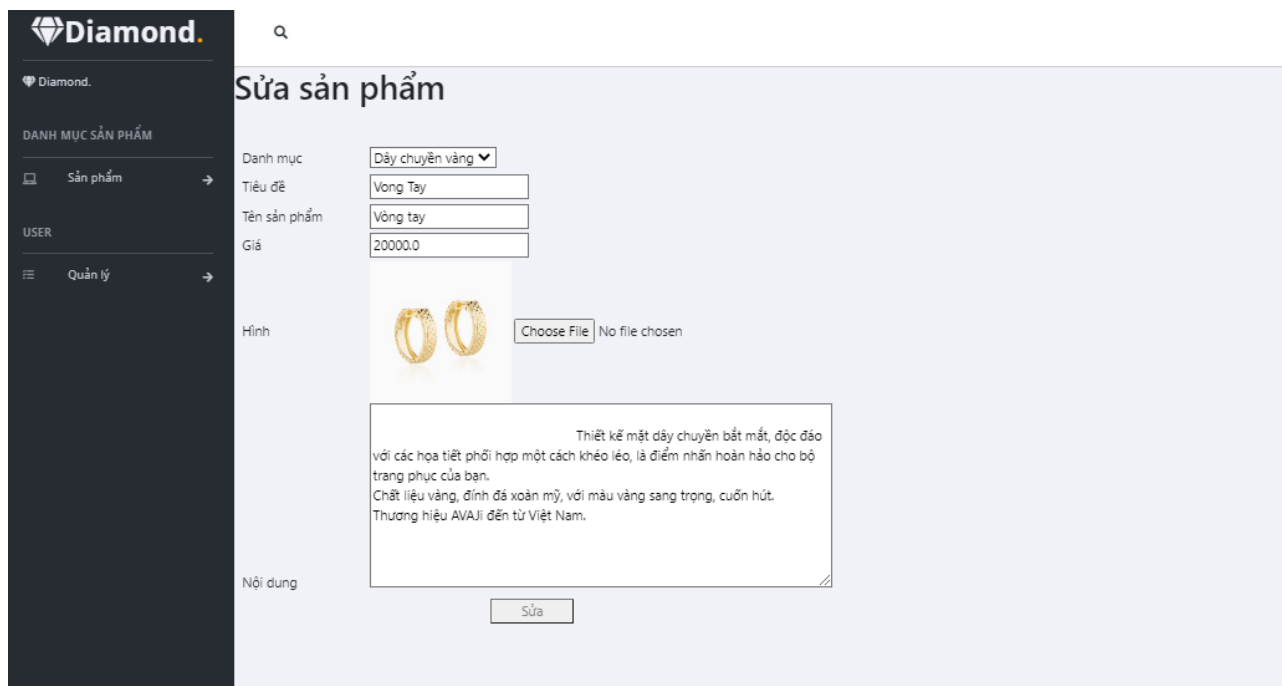 Diamond.
Diamond.
DANH MỤC SẢN PHẨM
Sản phẩm
USER
Quản lý
Sửa sản phẩm
Danh mục Dây chuyền vàng
Tiêu đề Vong Tay
Tên sản phẩm Vòng tay
Giá 20000.0
Hình Choose File No file chosen
Thiết kế mặt dây chuyền bắt mắt, độc đáo
với các họa tiết phối hợp một cách khéo léo, là điểm nhấn hoàn hảo cho bộ
trang phục của bạn.
Chất liệu vàng, đính đá xoàn mỹ, với màu vàng sang trọng, cuốn hút.
Thương hiệu AVAJi đến từ Việt Nam.
Nội dung
Sửa